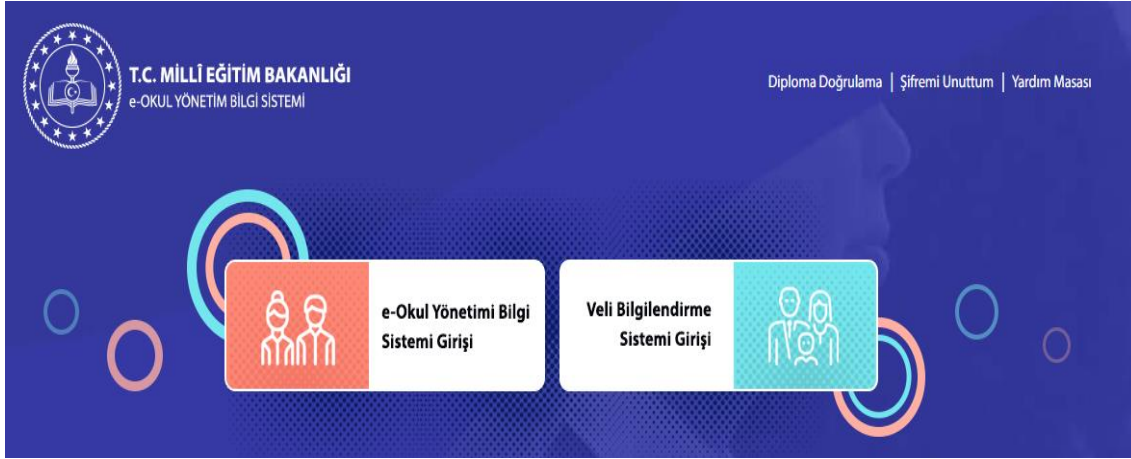 T.C. MİLLÎ EĞİTİM BAKANLIĞI
e-OKUL YÖNETİM BİLGİ SİSTEMİ
Diploma Doğrulama | Şifremi Unuttum | Yardım Masası
e-Okul Yönetimi Bilgi
Sistemi Girişi
Veli Bilgilendirme
Sistemi Girişi